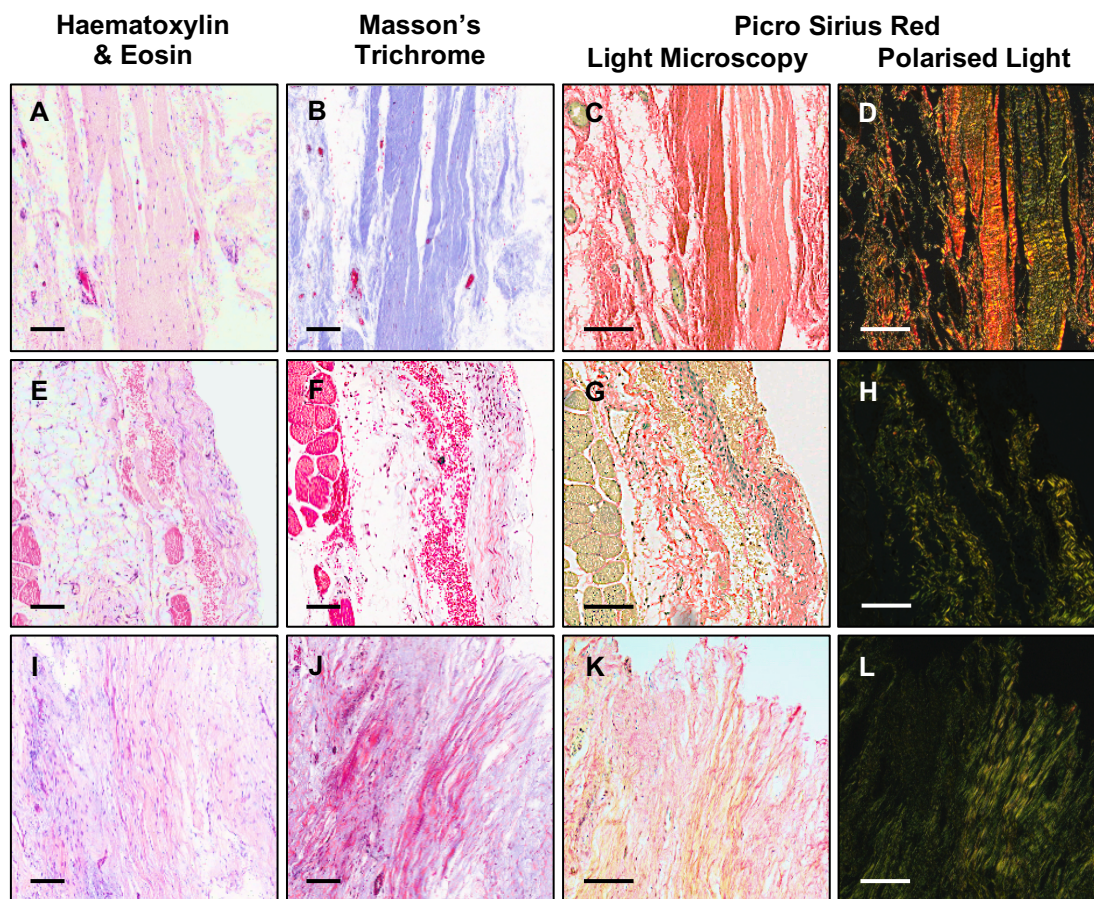 Haematoxylin
& Eosin
Masson's
Trichrome
Picro Sirius Red
Light Microscopy
Polarised Light
A
B
C
D
E
F
G
H
I
J
K
L